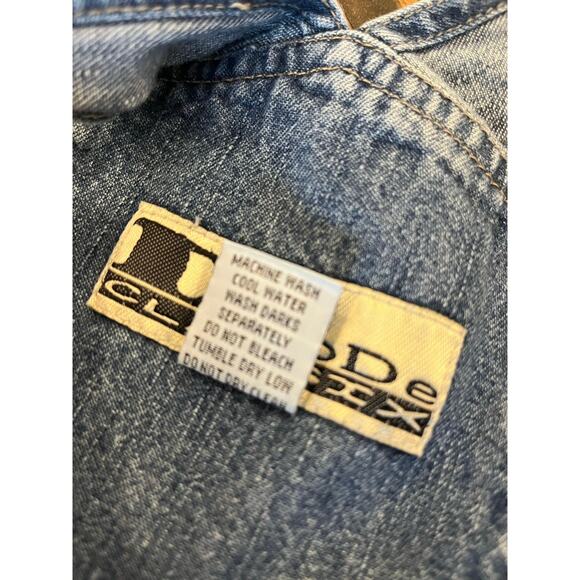 MACHINE WASH
COOL WATER
WASH DARKS
SEPARATELY
DO NOT BLEACH
TUMBLE DRY LOW
DO NOT DRY CLEAN